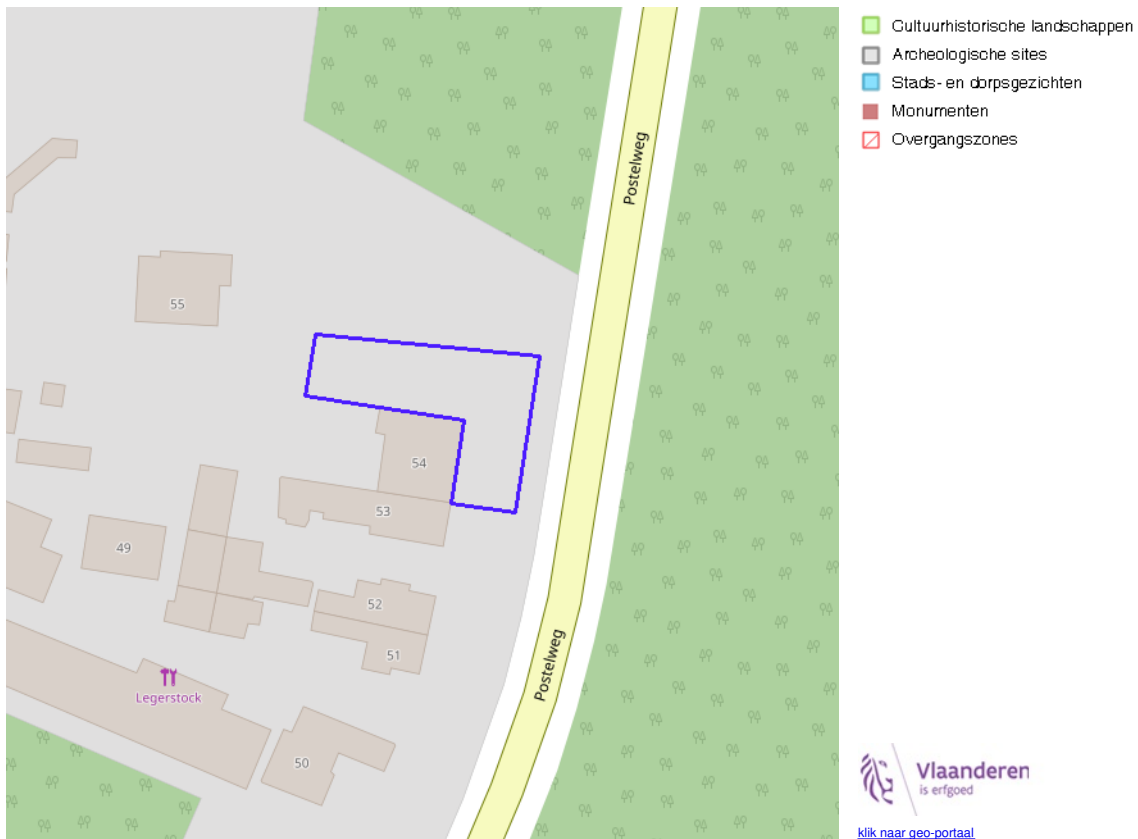 Cultuurhistorische landschappen
Archeologische sites
Stads- en dorpsgezichten
Monumenten
Overgangszones
Postelweg
55
54
53
49
52
51
Postelweg
Legerstock
50
Vlaanderen
is erfgoed
klik naar geo-portaal